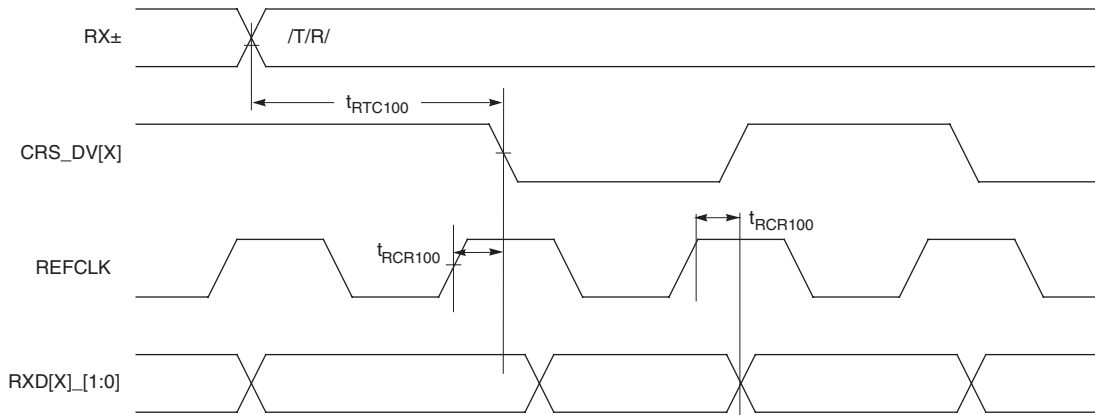 RX±
/T/R/
tRTC100
CRS_DV[X]
tRCR100
tRCR100
REFCLK
RXD[X]_[1:0]